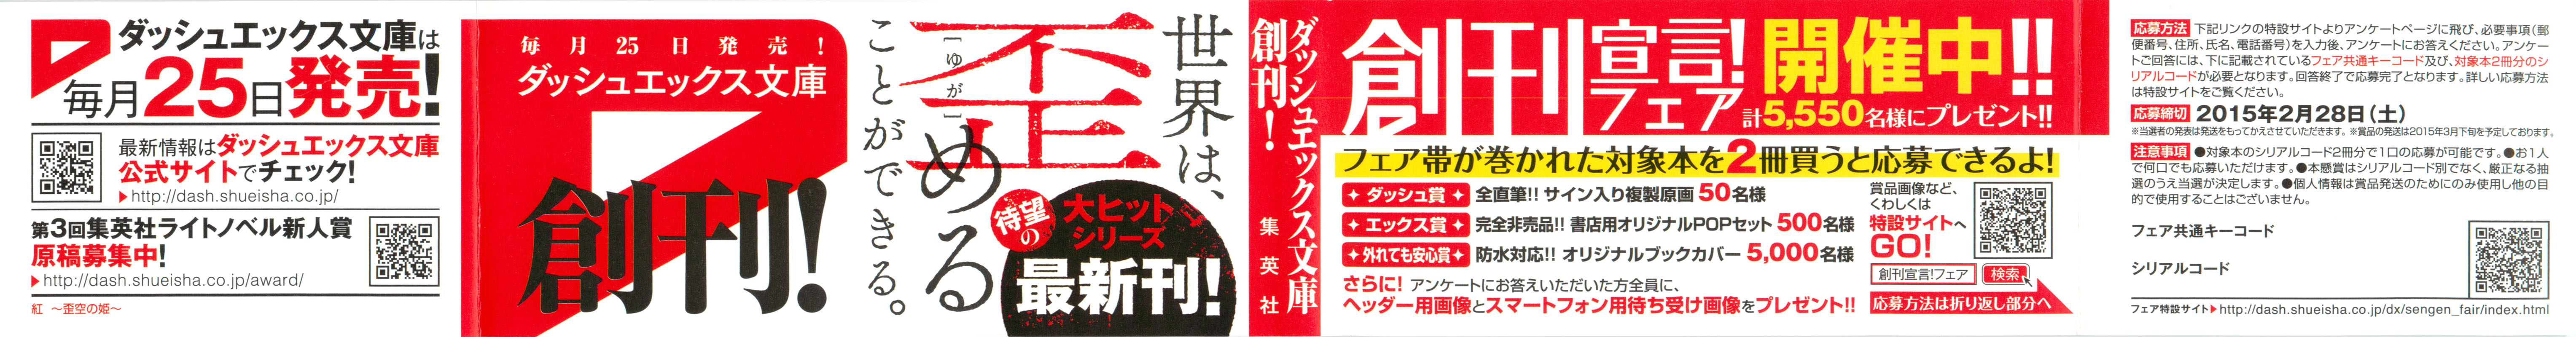 ダッシュエックス文庫は
毎月25日発売!
最新情報はダッシュエックス文庫
公式サイトでチェック!
▶http://dash.shueisha.co.jp/
第3回集英社ライトノベル新人賞
原稿募集中!
▶http://dash.shueisha.co.jp/award/
紅 〜歪空の姫〜
毎月25日発売!
ダッシュエックス文庫
創刊!
世界は、
歪[ゆが]める
ことができる。
待望の
大ヒット
シリーズ
最新刊!
ダッシュエックス文庫
創刊!
集英社
創刊宣言!フェア開催中!!
計5,550名様にプレゼント!!
フェア帯が巻かれた対象本を2冊買うと応募できるよ!
ダッシュ賞 全直筆!! サイン入り複製原画 50名様
エックス賞 完全非売品!! 書店用オリジナルPOPセット 500名様
外れても安心賞 防水対応!! オリジナルブックカバー 5,000名様
さらに! アンケートにお答えいただいた方全員に、
ヘッダー用画像とスマートフォン用待ち受け画像をプレゼント!!
賞品画像など、
くわしくは
特設サイトへ
GO!
創刊宣言!フェア 検索
応募方法は折り返し部分へ
応募方法 下記リンクの特設サイトよりアンケートページに飛び、必要事項(郵
便番号、住所、氏名、電話番号)を入力後、アンケートにお答えください。アンケー
トご回答には、下に記載されているフェア共通キーコード及び、対象本2冊分のシ
リアルコードが必要となります。回答終了で応募完了となります。詳しい応募方法
は特設サイトをご覧ください。
応募締切 2015年2月28日(土)
※当選者の発表は発送をもってかえさせていただきます。※賞品の発送は2015年3月下旬を予定しております。
注意事項 ●対象本のシリアルコード2冊分で1口の応募が可能です。●お1人
で何口でも応募いただけます。●本懸賞はシリアルコード別でなく、厳正なる抽
選のうえ当選が決定します。●個人情報は賞品発送のためにのみ使用し他の目
的で使用することはございません。
フェア共通キーコード
シリアルコード
フェア特設サイト▶http://dash.shueisha.co.jp/dx/sengen_fair/index.html